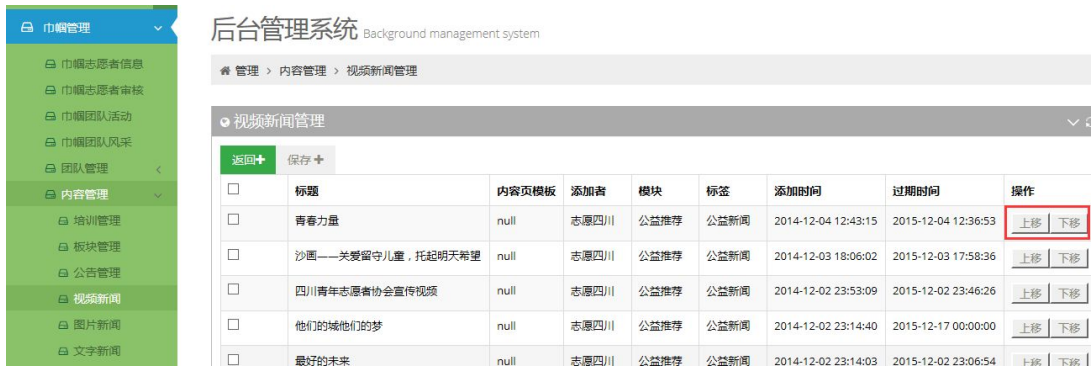 巾帼管理
巾帼志愿者信息
巾帼志愿者审核
巾帼团队活动
巾帼团队风采
团队管理
内容管理
培训管理
板块管理
公告管理
视频新闻
图片新闻
文字新闻
后台管理系统 Background management system
管理 > 内容管理 > 视频新闻管理
视频新闻管理
返回+ 保存+
标题 内容页模板 添加者 模块 标签 添加时间 过期时间 操作
青春力量 null 志愿四川 公益推荐 公益新闻 2014-12-04 12:43:15 2015-12-04 12:36:53 上移 下移
沙画——关爱留守儿童，托起明天希望 null 志愿四川 公益推荐 公益新闻 2014-12-03 18:06:02 2015-12-03 17:58:36 上移 下移
四川青年志愿者协会宣传视频 null 志愿四川 公益推荐 公益新闻 2014-12-02 23:53:09 2015-12-02 23:46:26 上移 下移
他们的城他们的梦 null 志愿四川 公益推荐 公益新闻 2014-12-02 23:14:40 2015-12-17 00:00:00 上移 下移
最好的未来 null 志愿四川 公益推荐 公益新闻 2014-12-02 23:14:03 2015-12-02 23:06:54 上移 下移